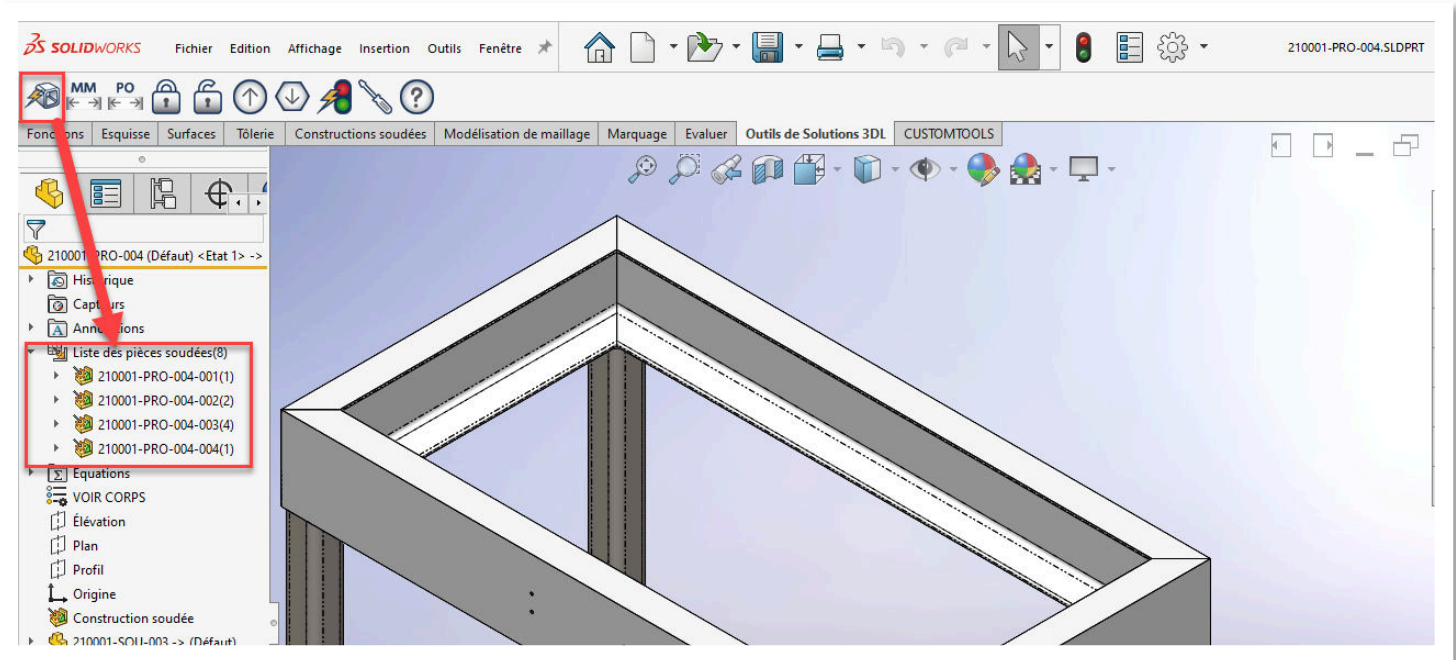 SOLIDWORKS Fichier Edition Affichage Insertion Outils Fenêtre 210001-PRO-004.SLDPRT
MM PO
Esquisse Surfaces Tôlerie Constructions soudées Modélisation de maillage Marquage Evaluer Outils de Solutions 3DL CUSTOMTOOLS
210001-PRO-004 (Défaut) <Etat 1> ->
Historique
Capteurs
Annotations
Liste des pièces soudées(8)
210001-PRO-004-001(1)
210001-PRO-004-002(2)
210001-PRO-004-003(4)
210001-PRO-004-004(1)
Equations
VOIR CORPS
Élévation
Plan
Profil
Origine
Construction soudée
210001-SOU-003 -> (Défaut)